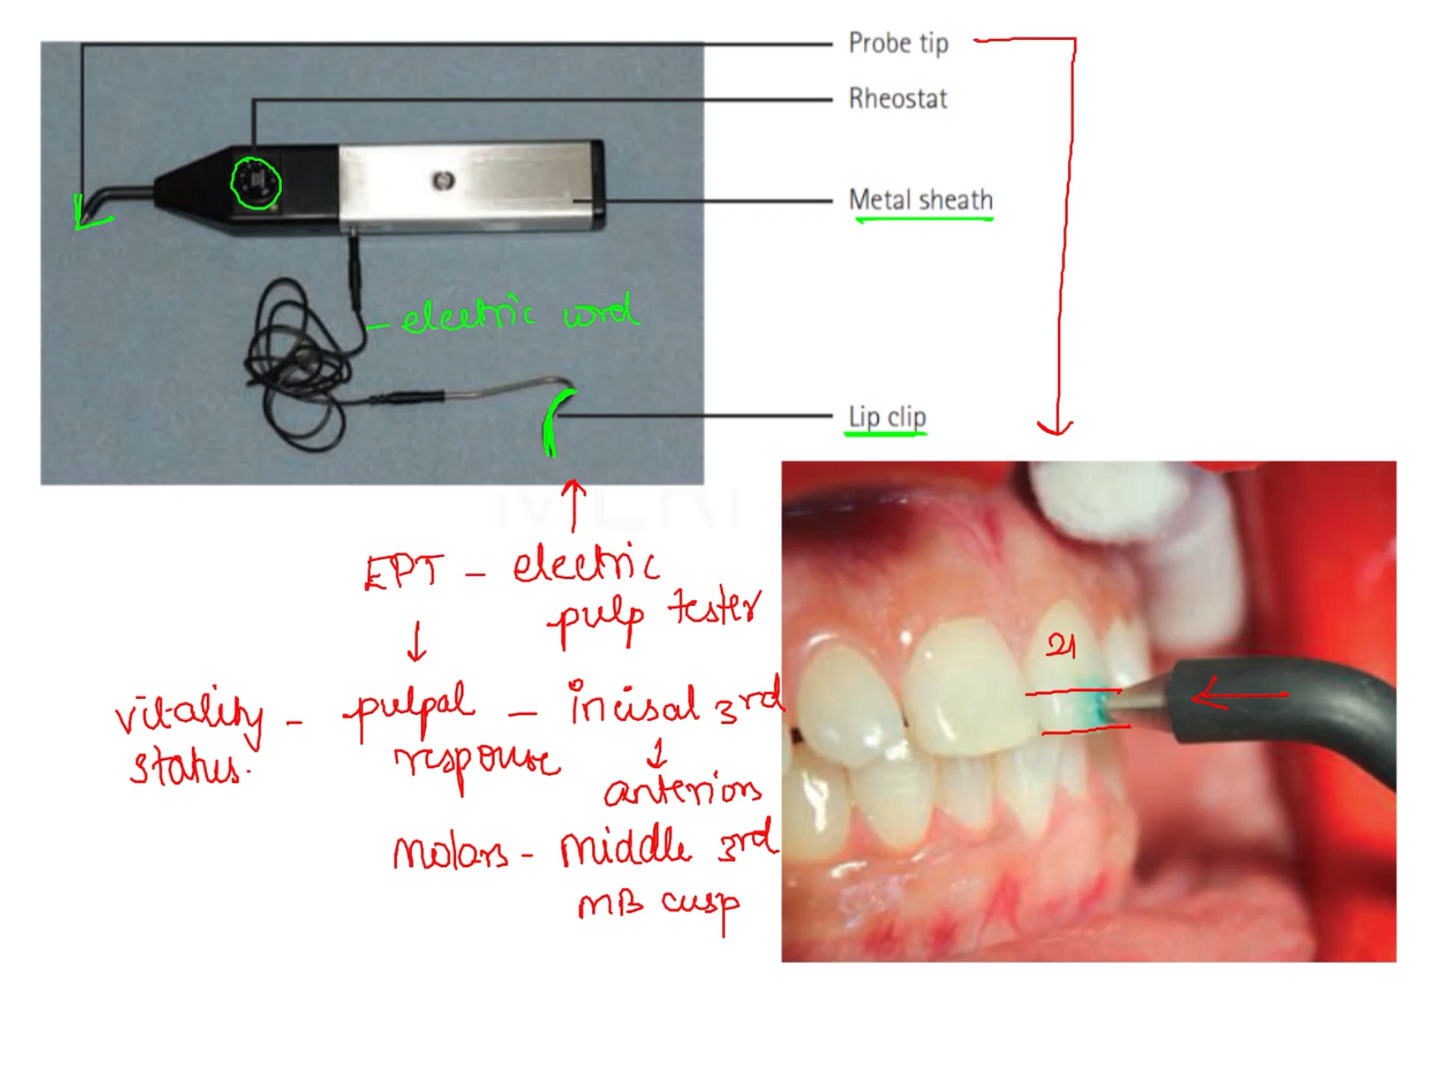 Probe tip
Rheostat
Metal sheath
electric cord
Lip clip
EPT - electric
pulp tester
21
vitality - pulpal - incisal 3rd
status. response
anteriors
Molars - Middle 3rd
MB cusp